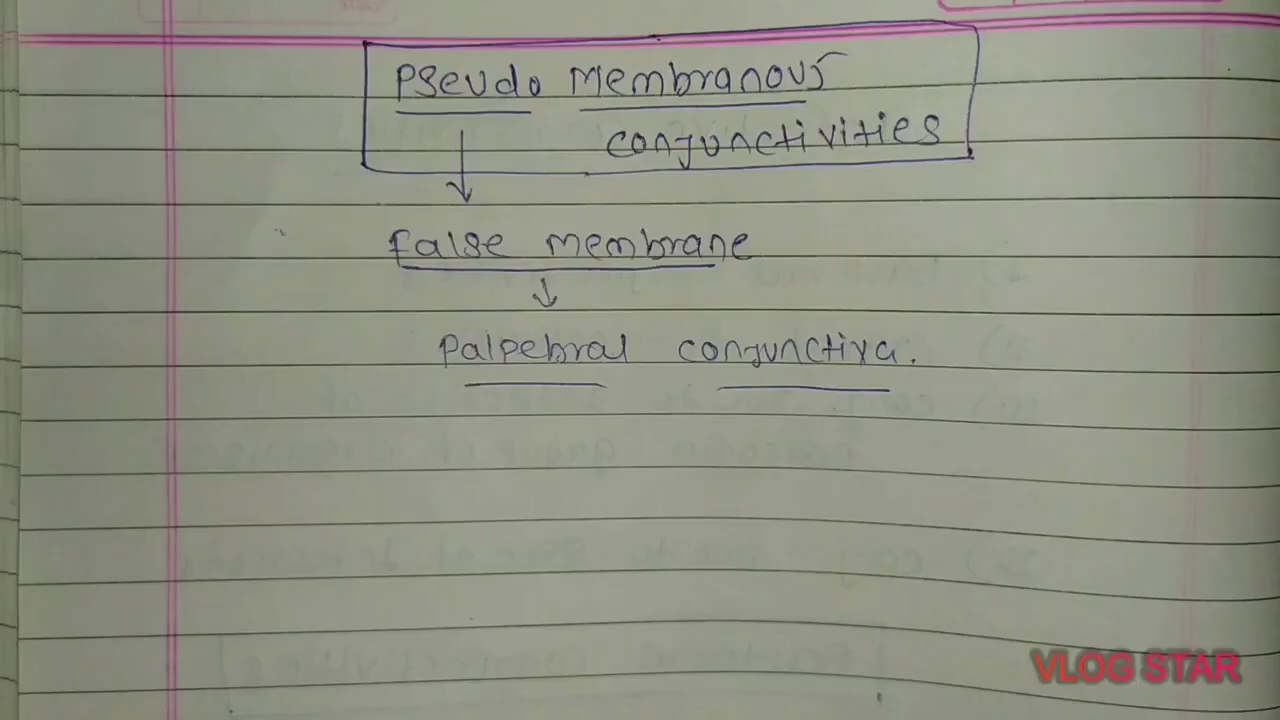 Pseudo Membranous
conjunctivities
false membrane
palpebral conjunctiva.
VLOG STAR